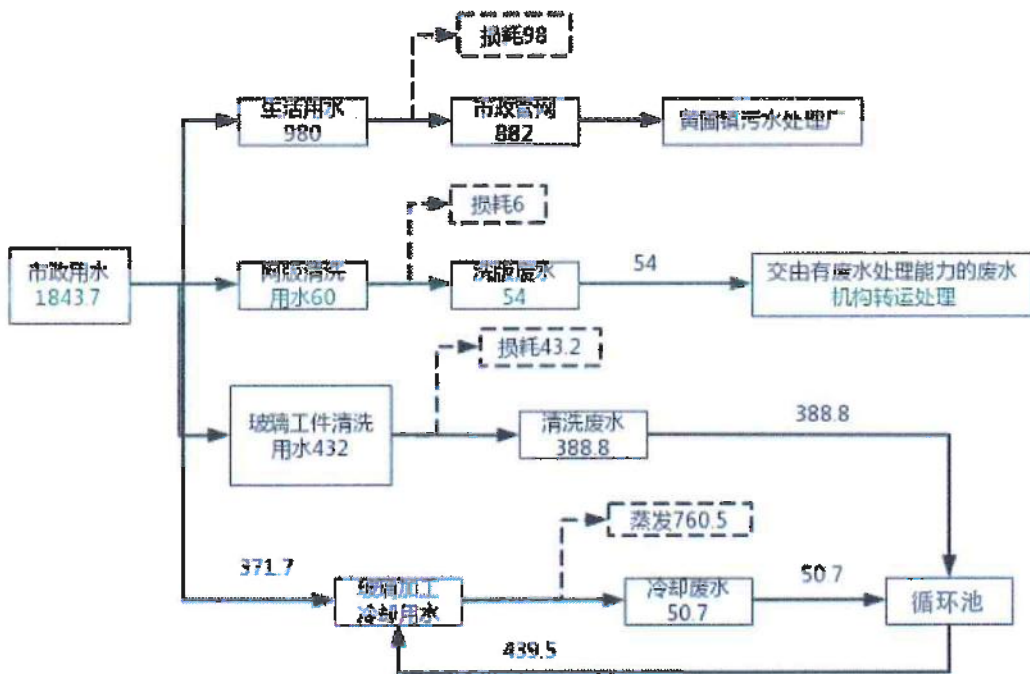 损耗98
生活用水
980
市政管网
882
黄圃镇污水处理厂
损耗6
市政用水
1843.7
网版清洗
用水60
洗版废水
54
54
交由有废水处理能力的废水
机构转运处理
损耗43.2
玻璃工件清洗
用水432
清洗废水
388.8
388.8
蒸发760.5
371.7
玻璃加工
冷却用水
冷却废水
50.7
50.7
循环池
439.5